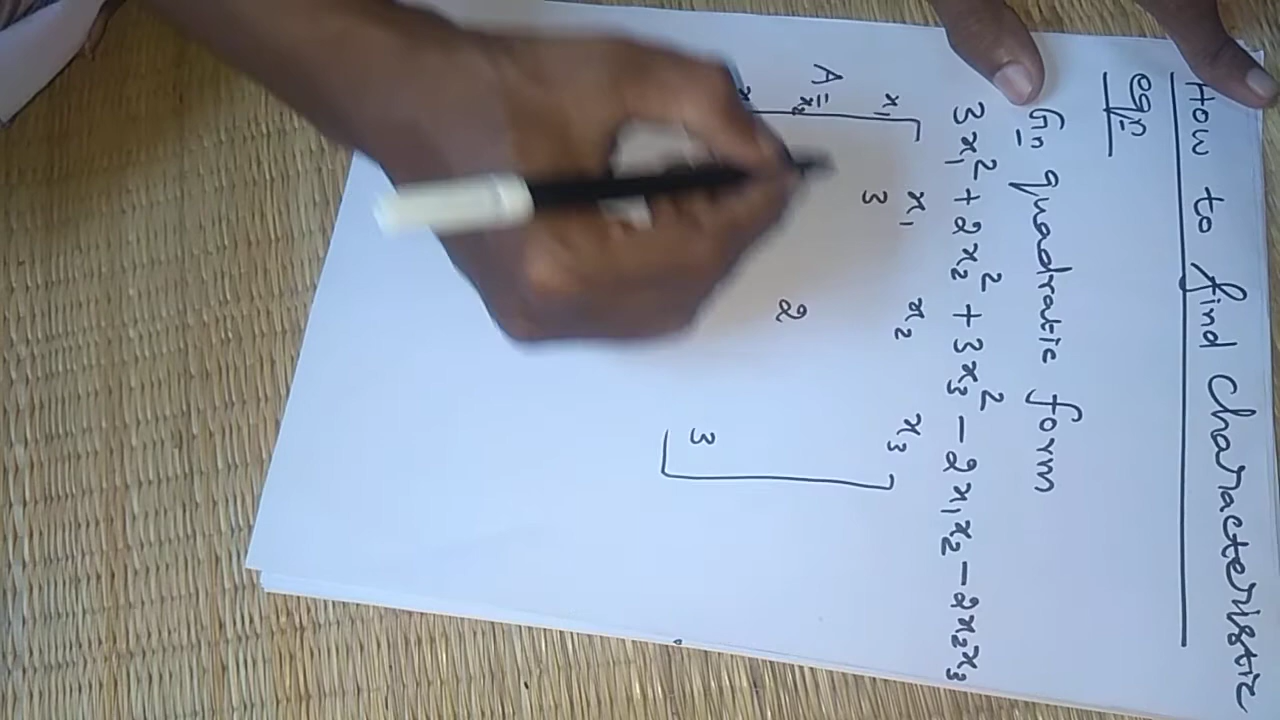 How to find Characteristic
eqn
Gn quadratic form
3x₁² + 2x₂² + 3x₃² - 2x₁x₂ - 2x₂x₃
x₁ x₂ x₃
x₁ 3
A = x₂ 2
3